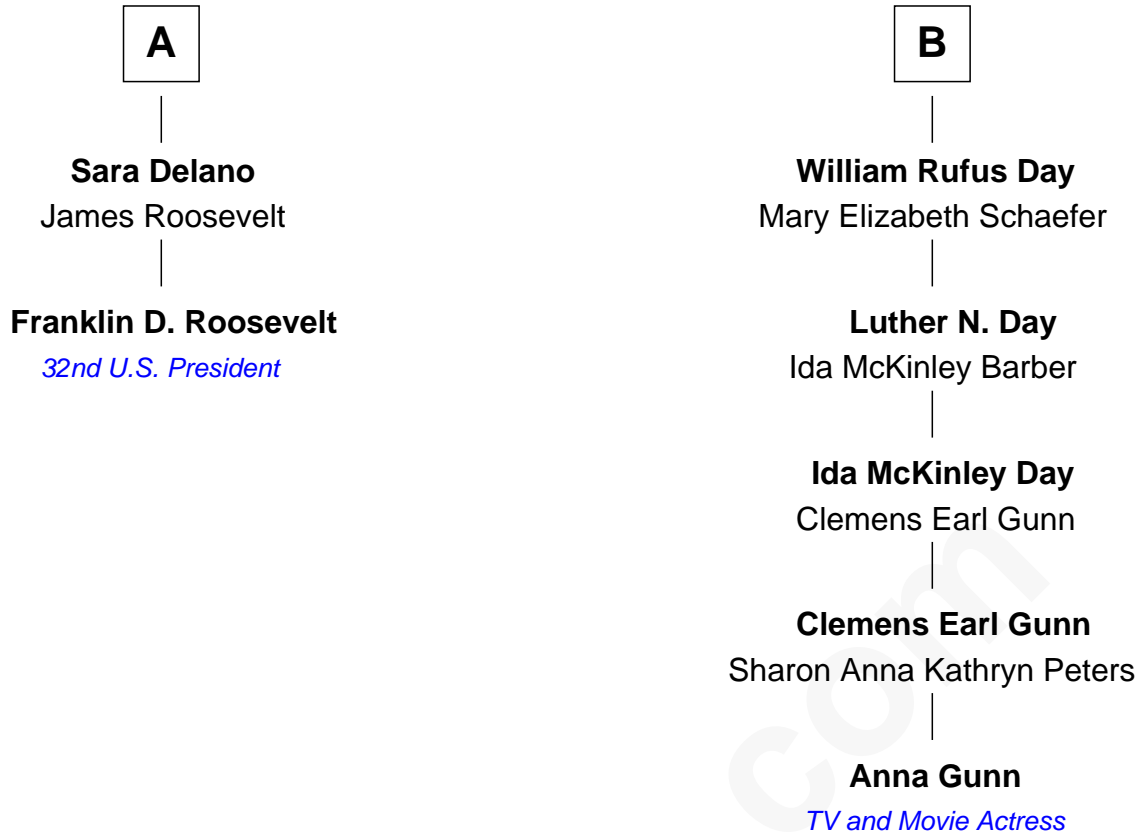 A
Sara Delano
James Roosevelt
Franklin D. Roosevelt
32nd U.S. President
B
William Rufus Day
Mary Elizabeth Schaefer
Luther N. Day
Ida McKinley Barber
Ida McKinley Day
Clemens Earl Gunn
Clemens Earl Gunn
Sharon Anna Kathryn Peters
Anna Gunn
TV and Movie Actress
com